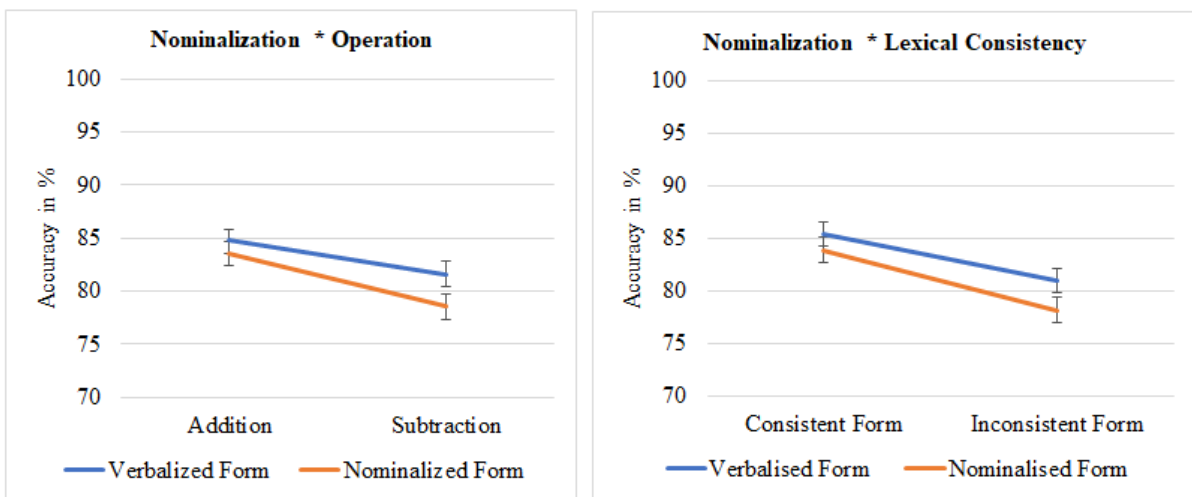 Nominalization * Operation
100
95
90
85
80
75
70
Accuracy in %
Addition Subtraction
Verbalized Form Nominalized Form
Nominalization * Lexical Consistency
100
95
90
85
80
75
70
Accuracy in %
Consistent Form Inconsistent Form
Verbalised Form Nominalised Form